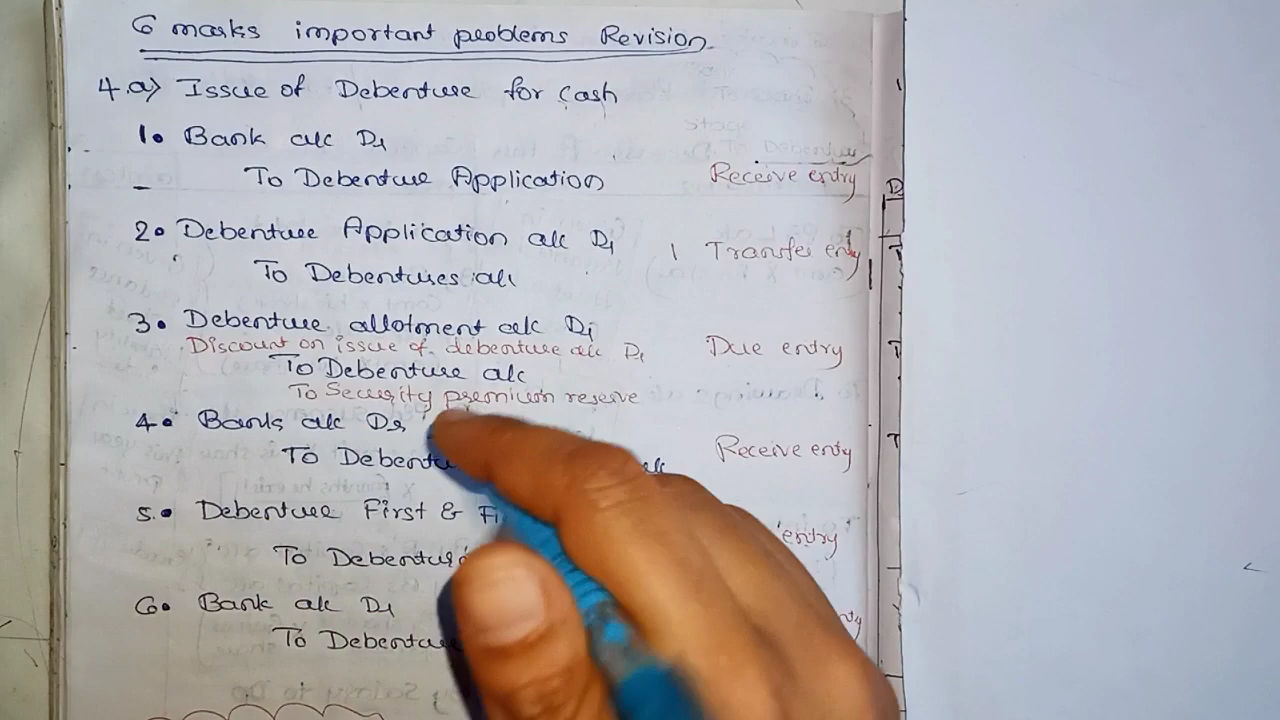 6 marks important problems Revision
4.a) Issue of Debenture for cash
1. Bank a/c Dr
To Debenture Application
Receive entry
2. Debenture Application a/c Dr
To Debentures a/c
Transfer entry
3. Debenture allotment a/c Dr
Discount on issue of debenture a/c Dr
To Debenture a/c
To Security premium reserve
Due entry
4. Bank a/c Dr
To Debentu
Receive entry
5. Debenture First & Fi
To Debentur
entry
6. Bank a/c Dr
To Debenture